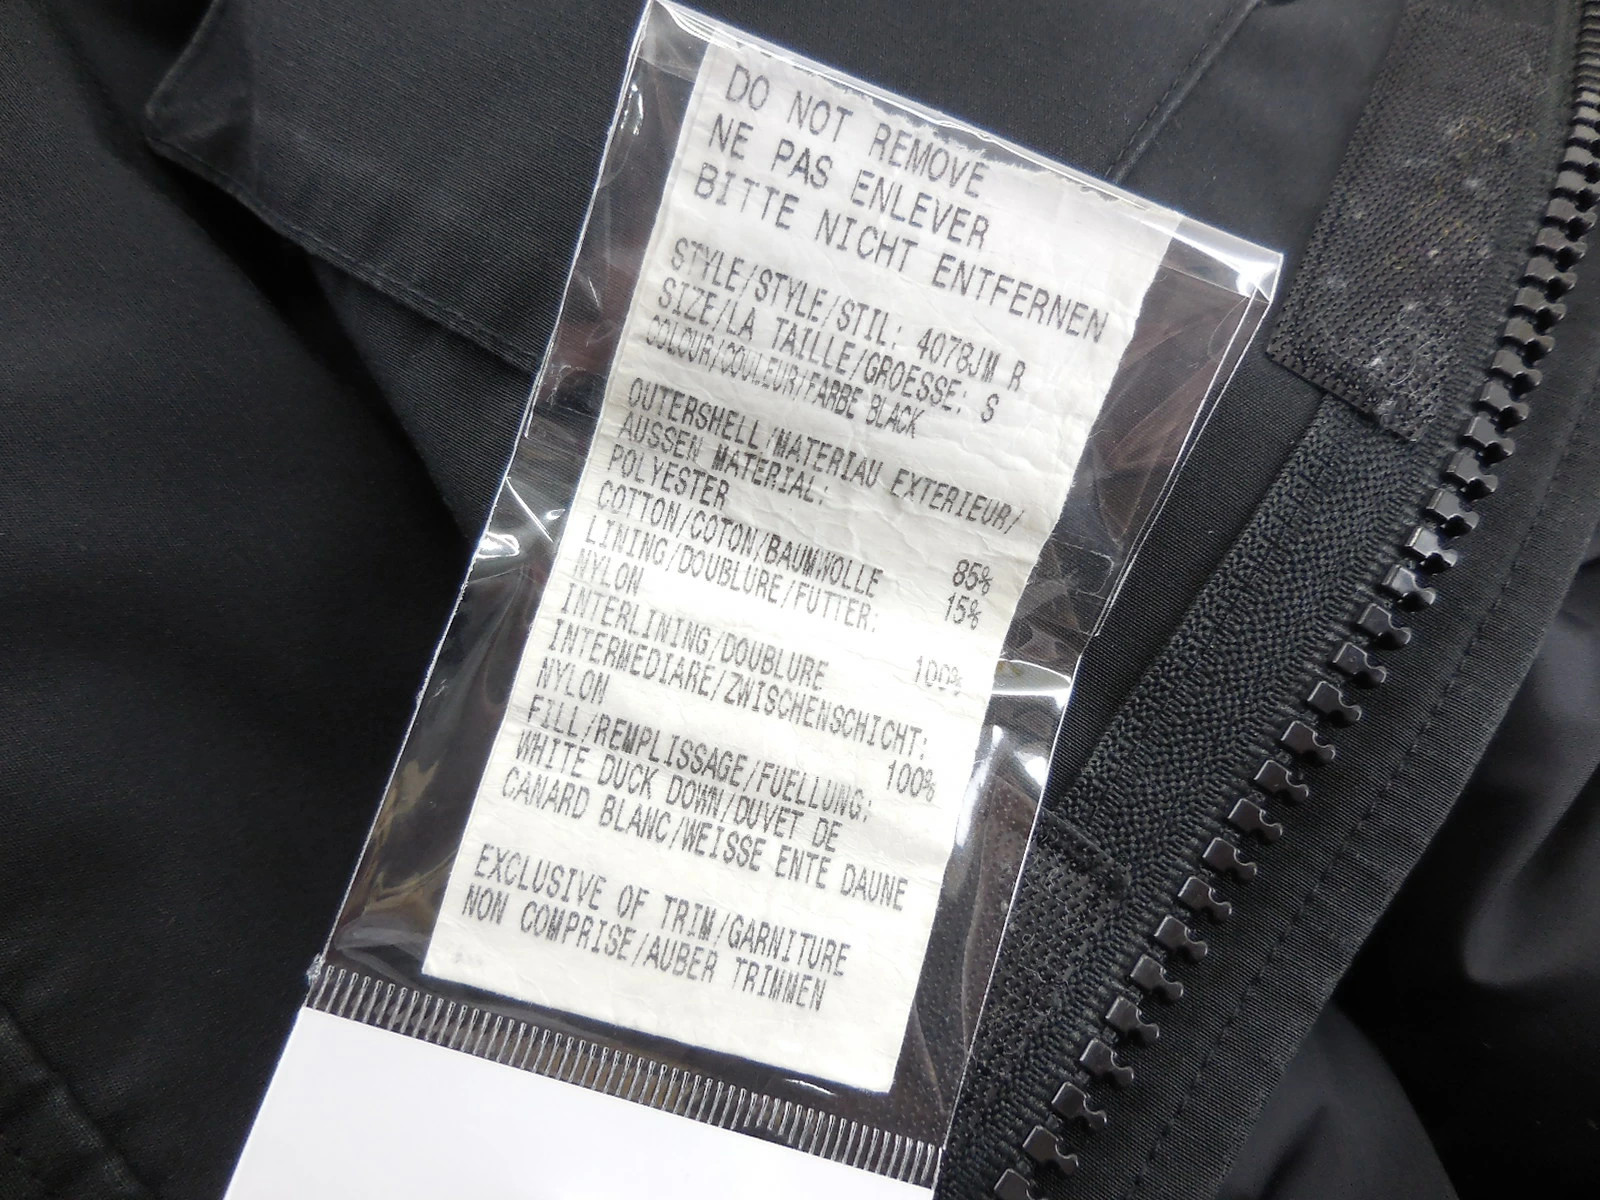 DO NOT REMOVE
NE PAS ENLEVER
BITTE NICHT ENTFERNEN
STYLE/STYLE/STIL: 4078JM R
SIZE/LA TAILLE/GROESSE: S
COLOUR/COULEUR/FARBE BLACK
OUTERSHELL/MATERIAU EXTERIEUR/
AUSSEN MATERIAL:
POLYESTER 85%
COTTON/COTON/BAUMWOLLE 15%
LINING/DOUBLURE/FUTTER:
NYLON 100%
INTERLINING/DOUBLURE
INTERMEDIARE/ZWISCHENSCHICHT:
NYLON 100%
FILL/REMPLISSAGE/FUELLUNG:
WHITE DUCK DOWN/DUVET DE
CANARD BLANC/WEISSE ENTE DAUNE
EXCLUSIVE OF TRIM/GARNITURE
NON COMPRISE/AUBER TRIMMEN